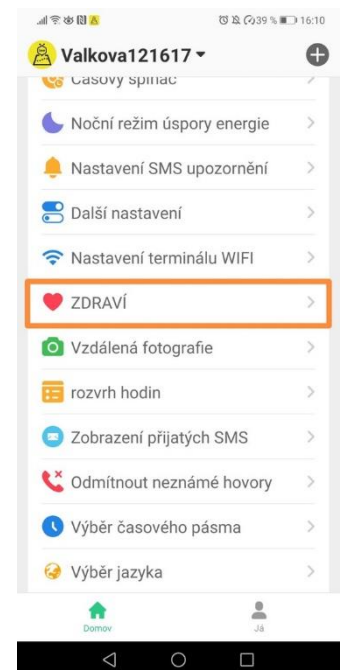 39 % 16:10
Valkova121617
Časový spínač
Noční režim úspory energie
Nastavení SMS upozornění
Další nastavení
Nastavení terminálu WIFI
ZDRAVÍ
Vzdálená fotografie
rozvrh hodin
Zobrazení přijatých SMS
Odmítnout neznámé hovory
Výběr časového pásma
Výběr jazyka
Domov
Já